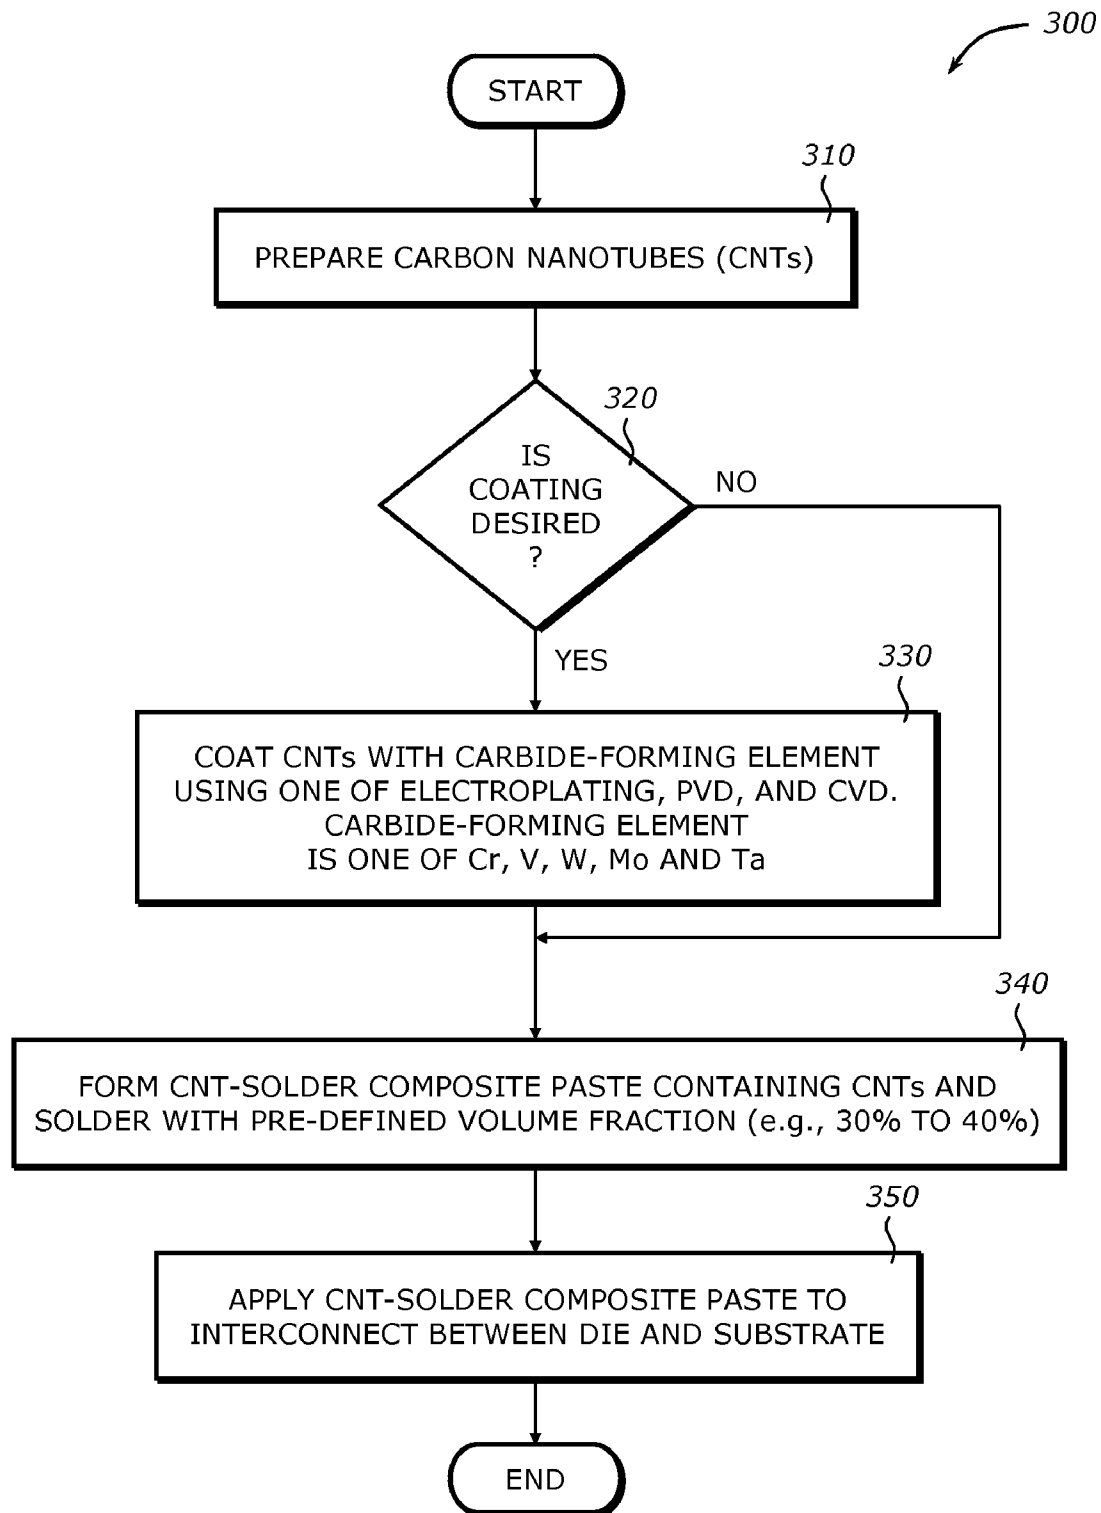 300
START
310
PREPARE CARBON NANOTUBES (CNTs)
320
IS
COATING
DESIRED
?
NO
YES
330
COAT CNTs WITH CARBIDE-FORMING ELEMENT
USING ONE OF ELECTROPLATING, PVD, AND CVD.
CARBIDE-FORMING ELEMENT
IS ONE OF Cr, V, W, Mo AND Ta
340
FORM CNT-SOLDER COMPOSITE PASTE CONTAINING CNTs AND
SOLDER WITH PRE-DEFINED VOLUME FRACTION (e.g., 30% TO 40%)
350
APPLY CNT-SOLDER COMPOSITE PASTE TO
INTERCONNECT BETWEEN DIE AND SUBSTRATE
END